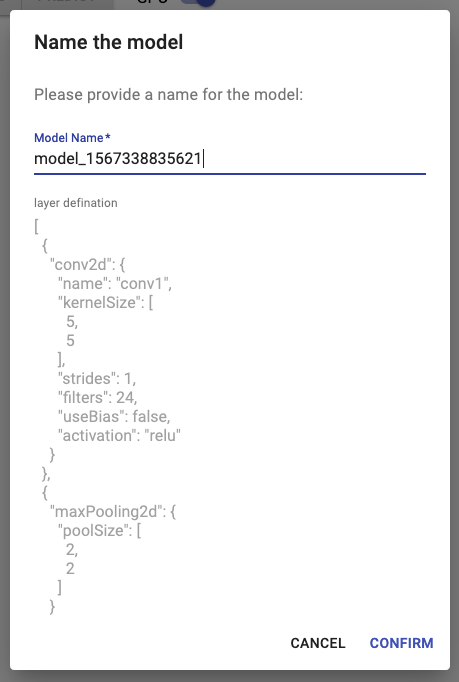 Name the model
Please provide a name for the model:
Model Name*
model_1567338835621
layer defination
[
{
"conv2d": {
"name": "conv1",
"kernelSize": [
5,
5
],
"strides": 1,
"filters": 24,
"useBias": false,
"activation": "relu"
}
},
{
"maxPooling2d": {
"poolSize": [
2,
2
]
}
CANCEL CONFIRM